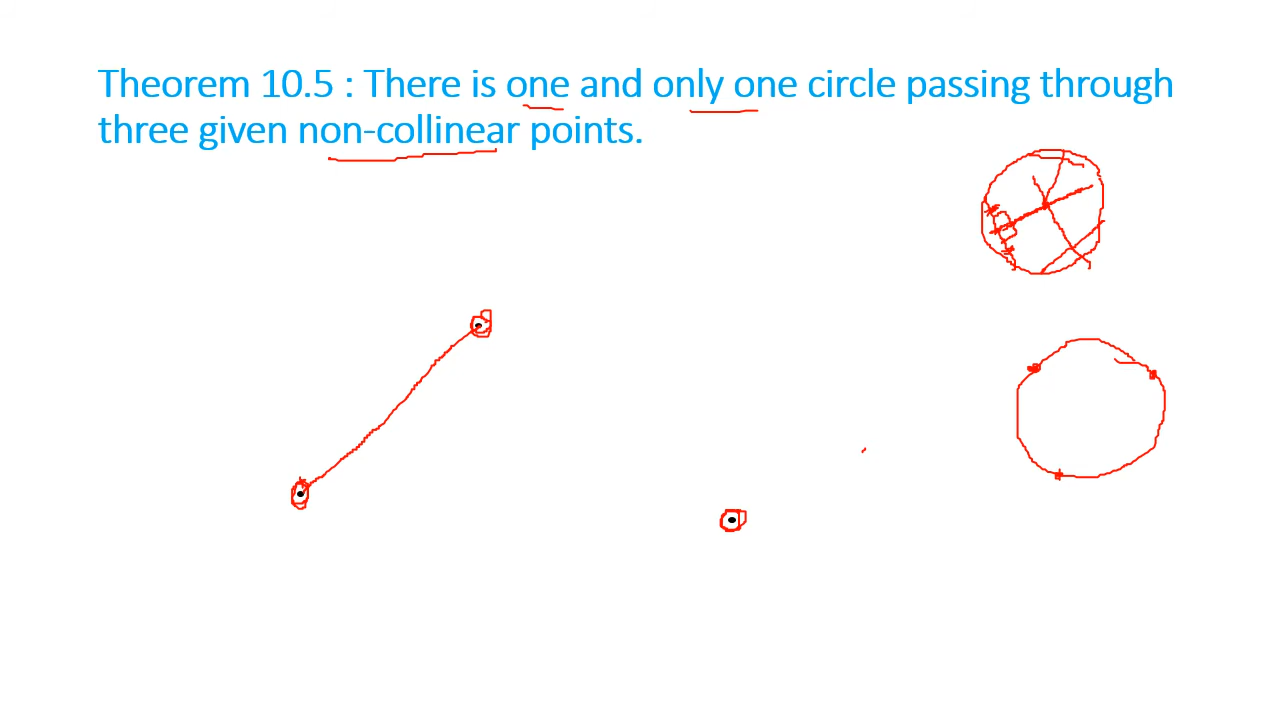 Theorem 10.5 : There is one and only one circle passing through
three given non-collinear points.